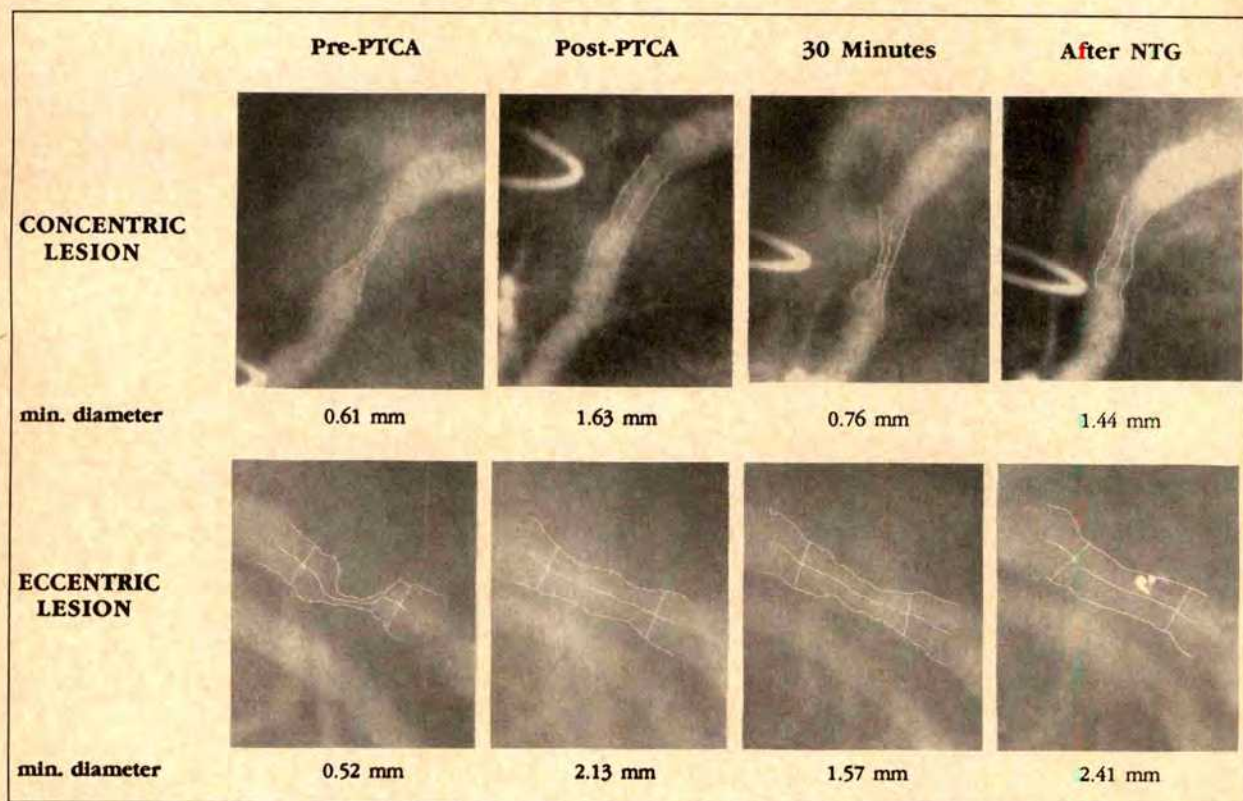 Pre-PTCA Post-PTCA 30 Minutes After NTG
CONCENTRIC
LESION
min. diameter 0.61 mm 1.63 mm 0.76 mm 1.44 mm
ECCENTRIC
LESION
min. diameter 0.52 mm 2.13 mm 1.57 mm 2.41 mm